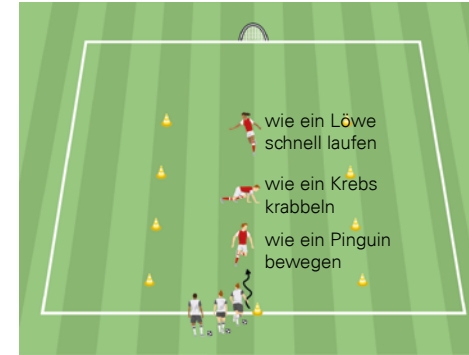 wie ein Löwe
schnell laufen
wie ein Krebs
krabbeln
wie ein Pinguin
bewegen